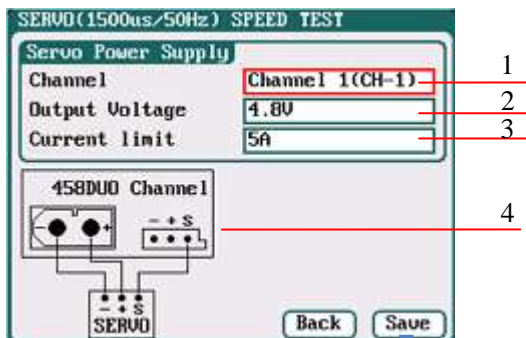 SERVO(1500us/50Hz) SPEED TEST
Servo Power Supply
Channel Channel 1(CH-1) 1
Output Voltage 4.8V 2
Current limit 5A 3
458DUO Channel
- + S
- +
4
- + S
SERVO
Back Save